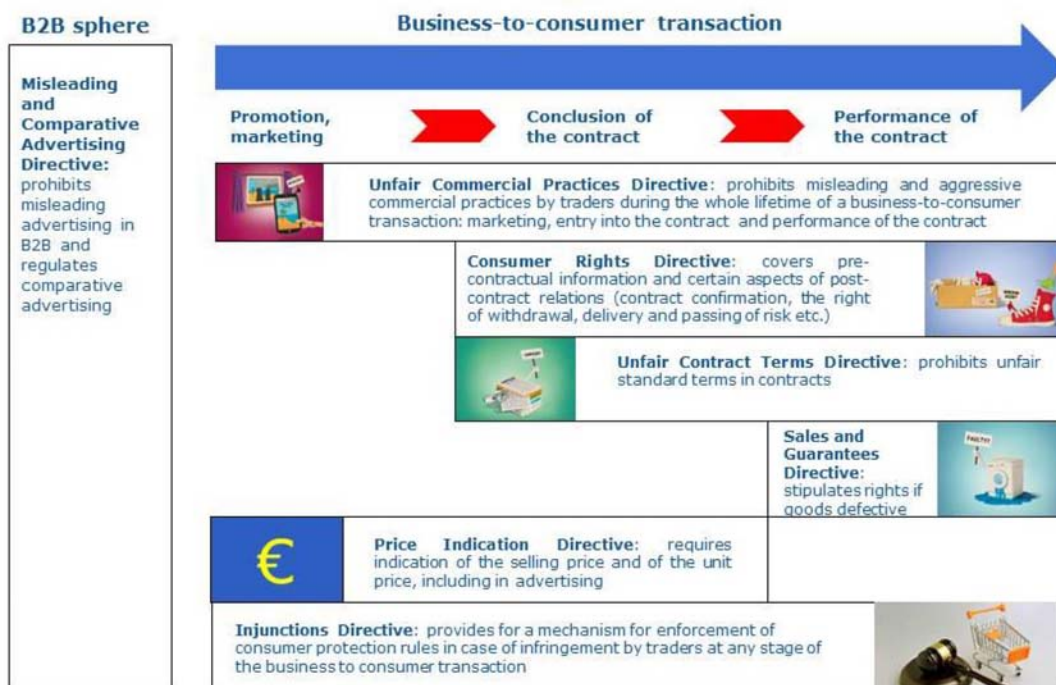 B2B sphere
Misleading
and
Comparative
Advertising
Directive:
prohibits
misleading
advertising in
B2B and
regulates
comparative
advertising
Business-to-consumer transaction
Promotion,
marketing
Conclusion of
the contract
Performance of
the contract
Unfair Commercial Practices Directive: prohibits misleading and aggressive
commercial practices by traders during the whole lifetime of a business-to-consumer
transaction: marketing, entry into the contract and performance of the contract
Consumer Rights Directive: covers pre-
contractual information and certain aspects of post-
contract relations (contract confirmation, the right
of withdrawal, delivery and passing of risk etc.)
Unfair Contract Terms Directive: prohibits unfair
standard terms in contracts
Sales and
Guarantees
Directive:
stipulates rights if
goods defective
FAULTY!
€
Price Indication Directive: requires
indication of the selling price and of the unit
price, including in advertising
Injunctions Directive: provides for a mechanism for enforcement of
consumer protection rules in case of infringement by traders at any stage of
the business to consumer transaction